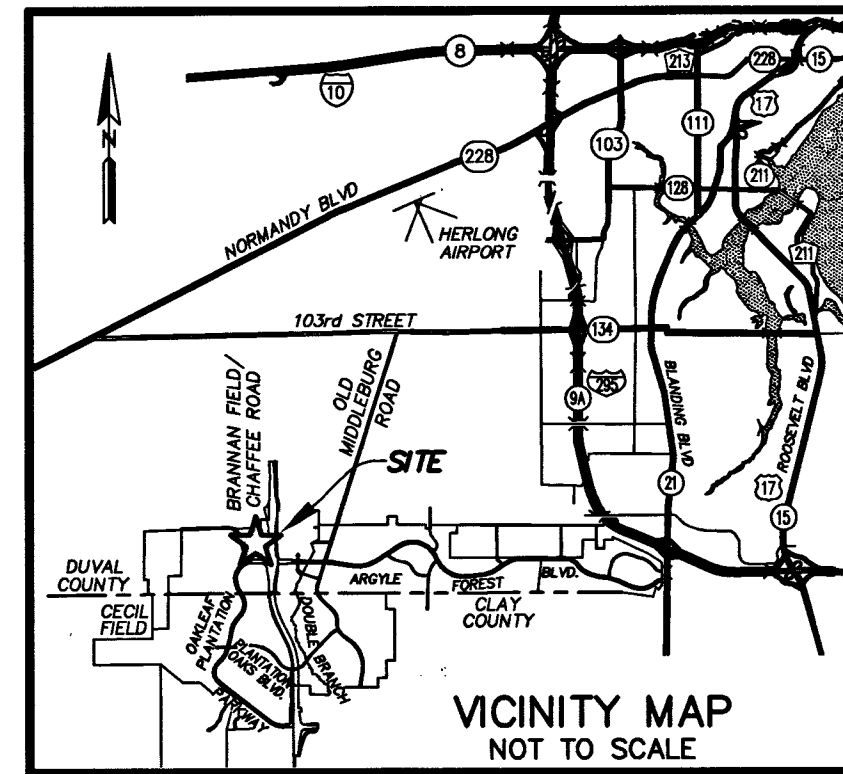 8
10
213
228
15
17
111
103
228
128
211
N
NORMANDY BLVD
HERLONG
AIRPORT
211
103rd STREET
134
BRANNAN FIELD/
CHAFFEE ROAD
OLD
MIDDLEBURG
ROAD
295
9A
BLANDING BLVD
ROOSEVELT BLVD
SITE
21
17
15
DUVAL
COUNTY
ARGYLE
FOREST
BLVD.
CECIL
FIELD
CLAY
COUNTY
OAKLEAF
PLANTATION
PARKWAY
PLANTATION
OAKS BLVD.
DOUBLE BRANCH
VICINITY MAP
NOT TO SCALE